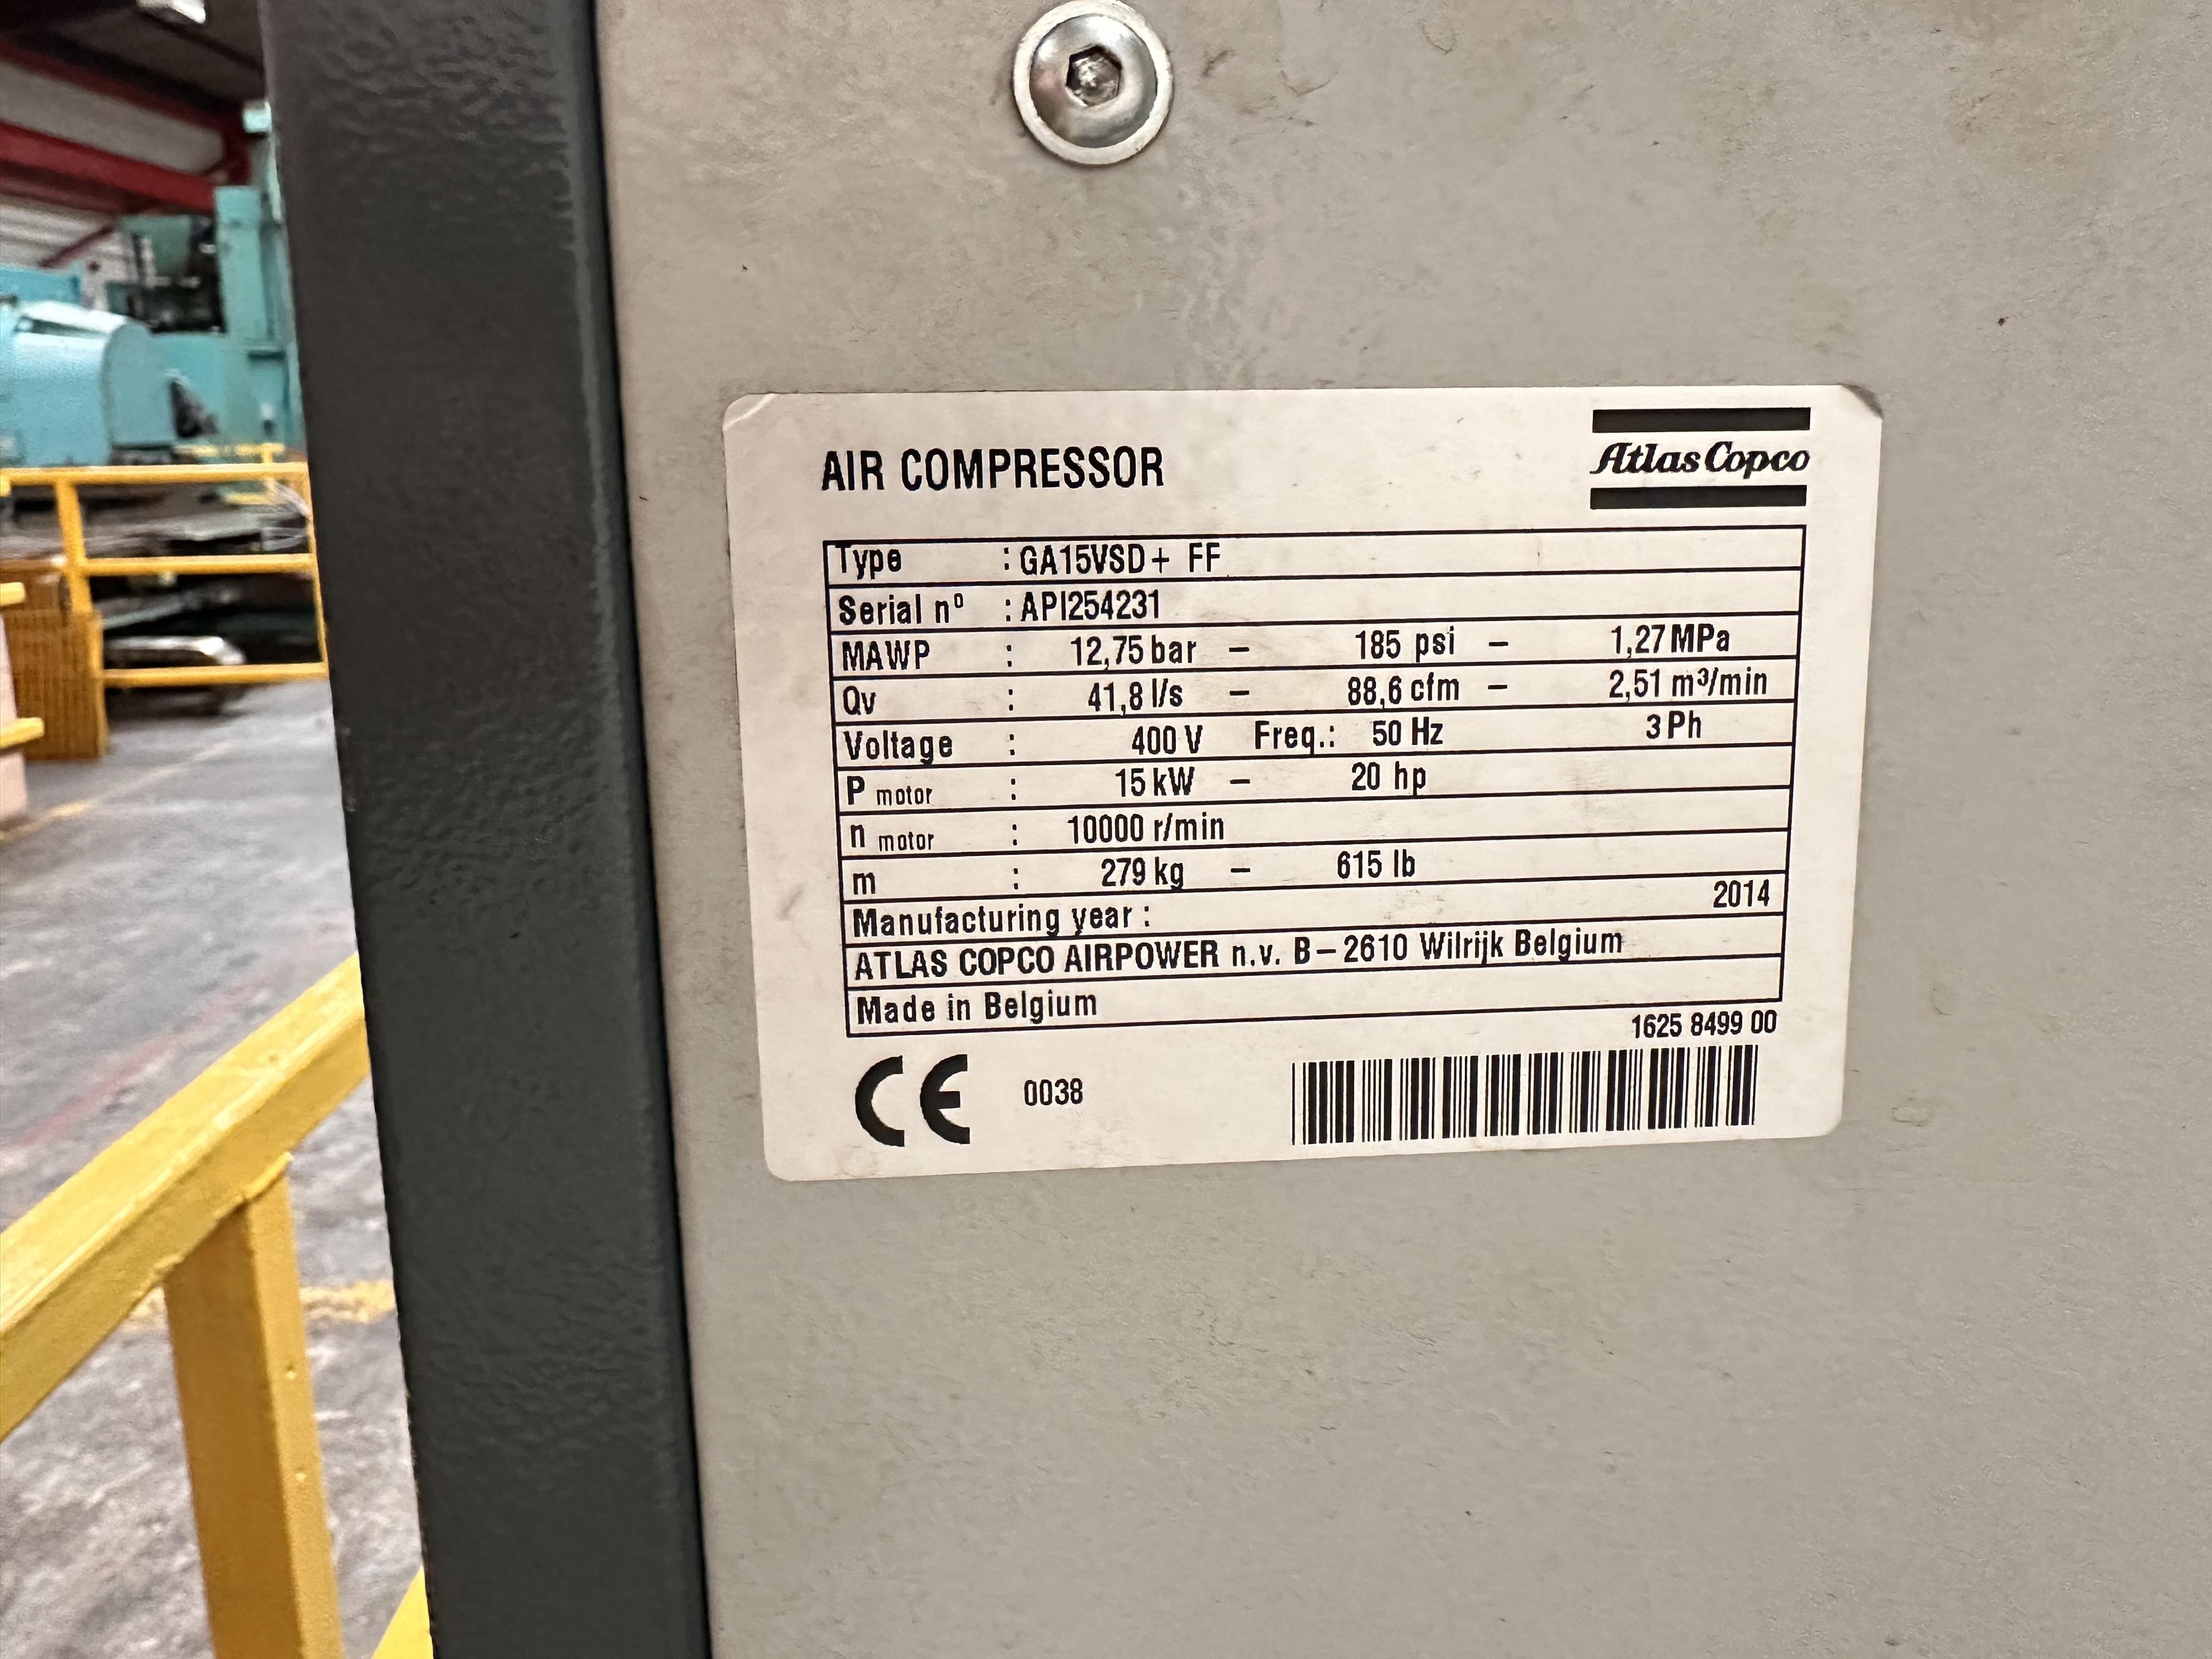 AIR COMPRESSOR
Atlas Copco
Type : GA15VSD+ FF
Serial nº : API254231
MAWP : 12,75 bar – 185 psi – 1,27 MPa
Qv : 41,8 l/s – 88,6 cfm – 2,51 m³/min
Voltage : 400 V Freq.: 50 Hz 3 Ph
P motor : 15 kW – 20 hp
n motor : 10000 r/min
m : 279 kg – 615 lb
Manufacturing year : 2014
ATLAS COPCO AIRPOWER n.v. B–2610 Wilrijk Belgium
Made in Belgium
1625 8499 00
CE 0038